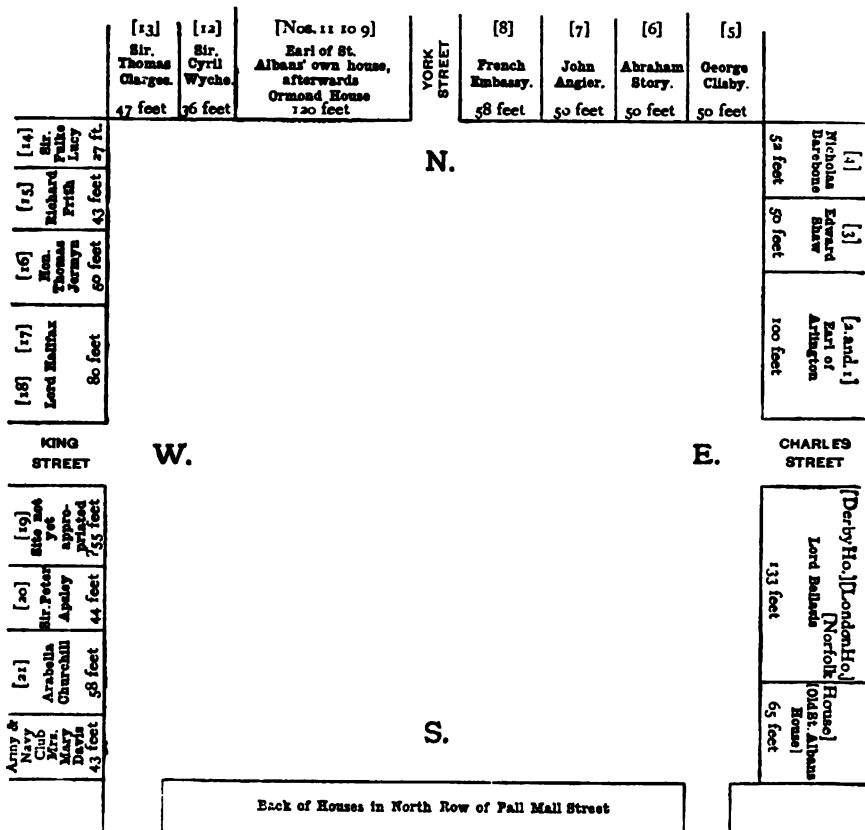 [13]
Sir.
Thomas
Clarges.
47 feet
[12]
Sir.
Cyril
Wyche.
36 feet
[Nos. 11 10 9]
Earl of St.
Albans' own house,
afterwards
Ormond House
120 feet
YORK
STREET
[8]
French
Embassy.
58 feet
[7]
John
Angier.
50 feet
[6]
Abraham
Story.
50 feet
[5]
George
Clisby.
50 feet
[14]
Sir.
Fulke
Lucy
27 ft.
[15]
Richard
Frith
43 feet
[16]
Hon.
Thomas
Jermyn
60 feet
[18] [17]
Lord Halifax
80 feet
KING
STREET
[19]
Site not
yet
appro-
priated
?55 feet
[20]
Sir. Peter
Apsley
44 feet
[21]
Arabella
Churchill
58 feet
Army &
Navy
Club
Mrs.
Mary
Davis
43 feet
N.
W.
E.
S.
[4]
Nicholas
Barebone
52 feet
[3]
Edward
Shaw
50 feet
[2. and. 1]
Earl of
Arlington
100 feet
CHARLES
STREET
[Derby Ho.] [London Ho.]
[Norfolk House]
Lord Bellasis
133 feet
[Old St. Albans
House]
65 feet
Back of Houses in North Row of Pall Mall Street